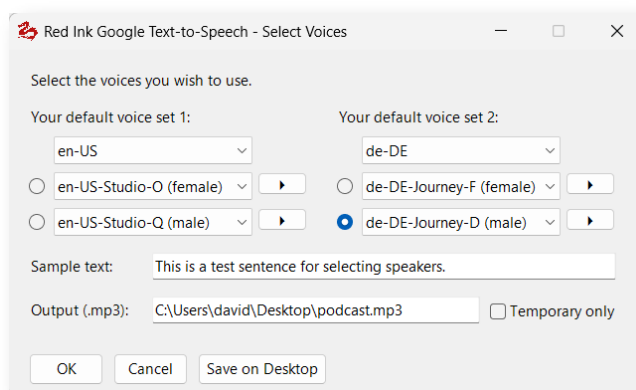 Red Ink Google Text-to-Speech - Select Voices
Select the voices you wish to use.
Your default voice set 1: Your default voice set 2:
en-US de-DE
en-US-Studio-O (female) de-DE-Journey-F (female)
en-US-Studio-Q (male) de-DE-Journey-D (male)
Sample text: This is a test sentence for selecting speakers.
Output (.mp3): C:\Users\david\Desktop\podcast.mp3 Temporary only
OK Cancel Save on Desktop